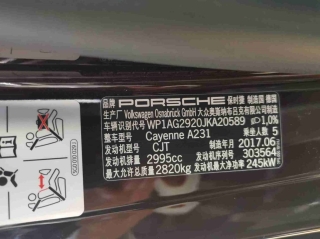 品牌 PORSCHE 保时捷 制造国 德国
生产厂 Volkswagen Osnabrück GmbH 大众奥斯纳布吕克有限公司
车辆识别代号 WP1AG2920JKA20589 1,0%
整车型号 Cayenne A231 乘坐人数 5
发动机型号 CJT 制造年月 2017.06
发动机排量 2995cc 发动机序列号 303564
最大允许总质量 2820kg 发动机最大净功率 245kW